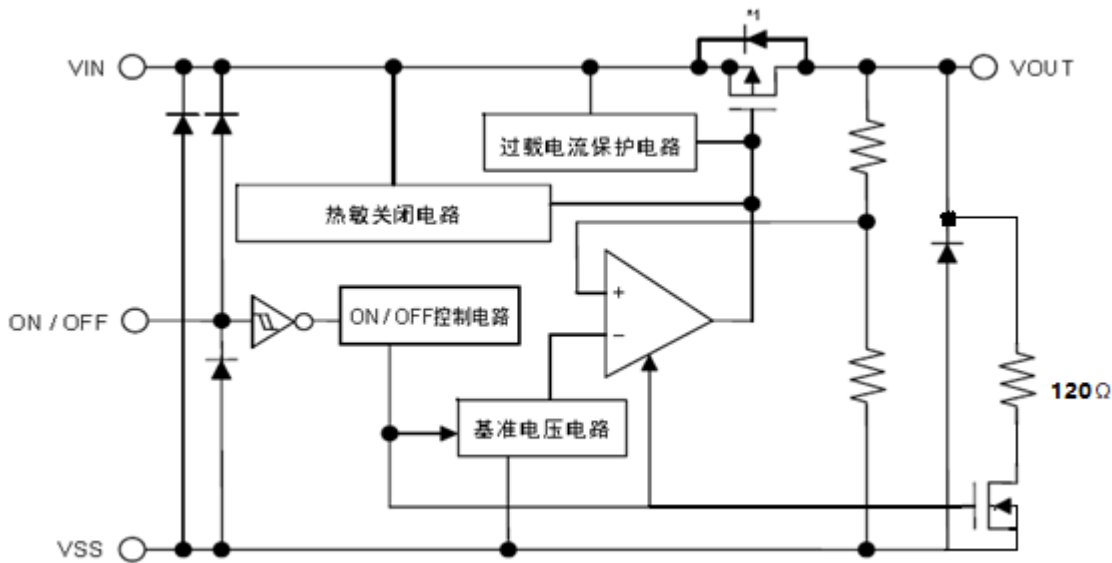 *1
VIN
VOUT
过载电流保护电路
热敏关闭电路
ON / OFF
ON / OFF控制电路
+
−
120Ω
基准电压电路
VSS